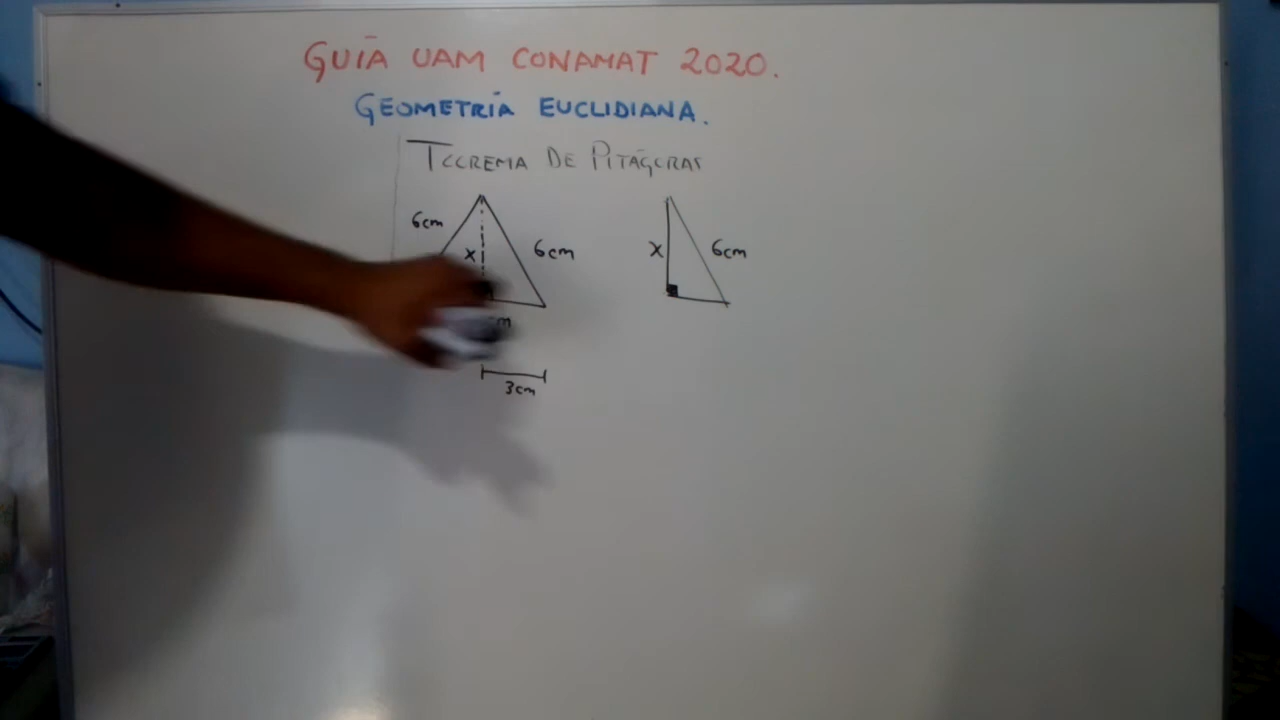 GUÍA UAM CONAMAT 2020.
GEOMETRÍA EUCLIDIANA.
TEOREMA DE PITÁGORAS
6cm
x
6cm
x
6cm
3cm